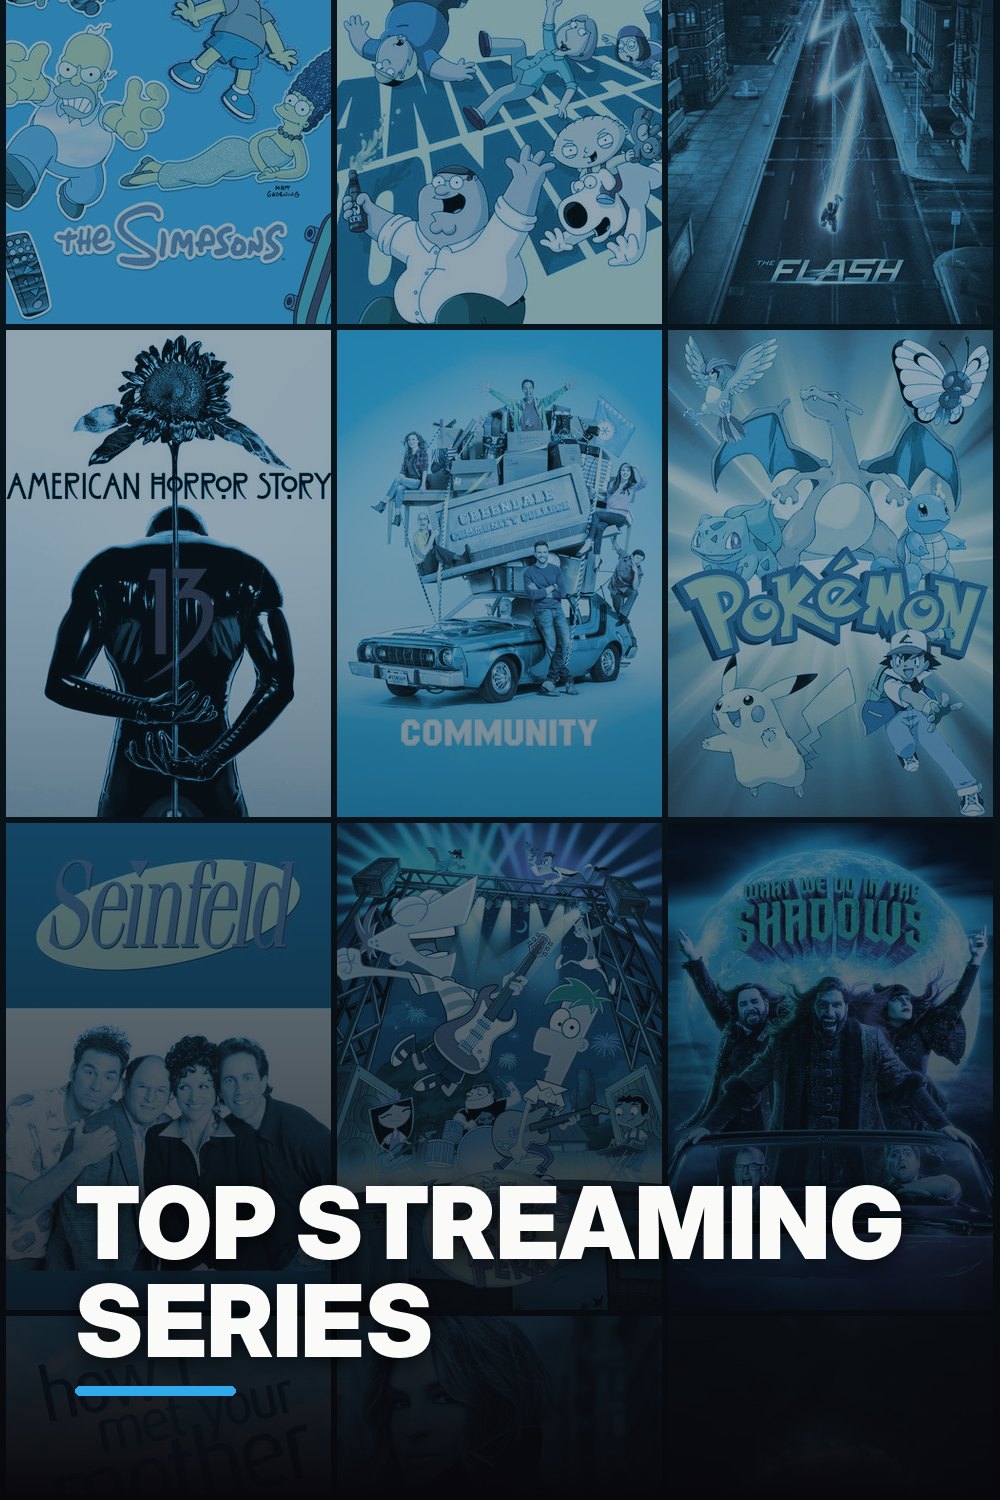 MATT
GROENING
THE SIMPSONS
THE FLASH
AMERICAN HORROR STORY
13
GREENDALE
COMMUNITY COLLEGE
COMMUNITY
POKéMON
Seinfeld
WHAT WE DO IN THE
SHADOWS
TOP STREAMING
SERIES
how I
met your
mother